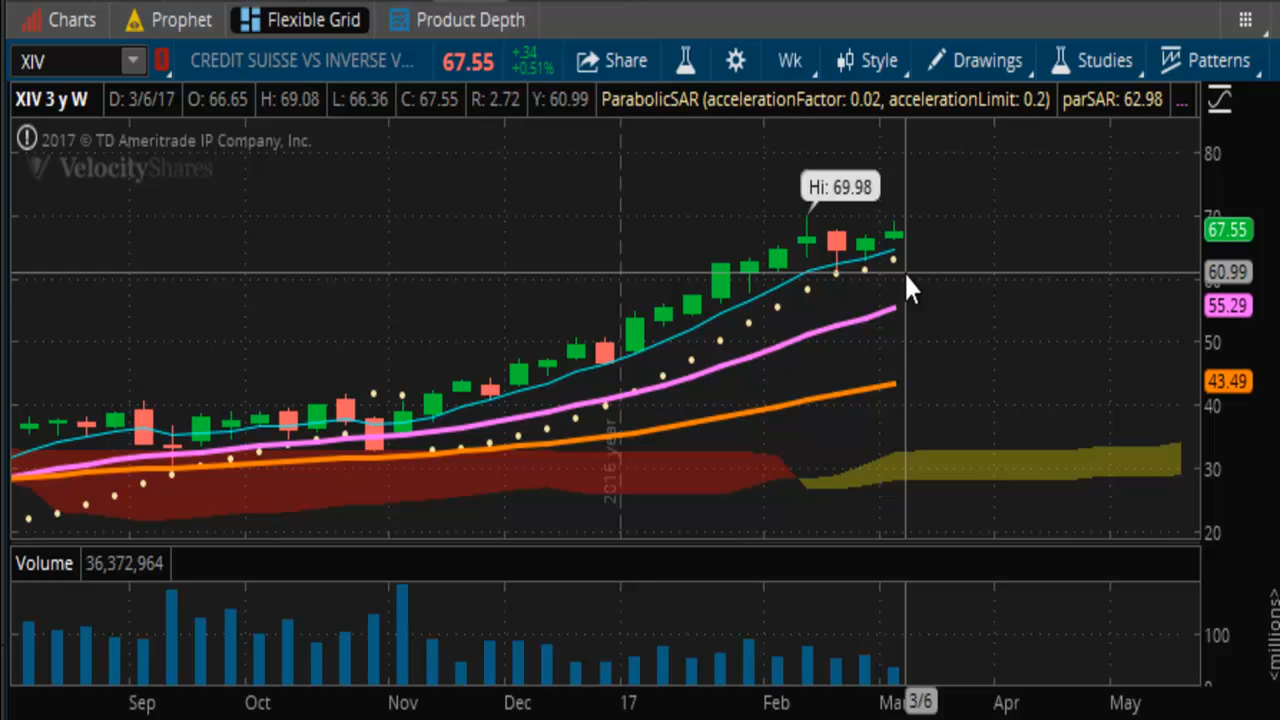 Charts Prophet Flexible Grid Product Depth
XIV CREDIT SUISSE VS INVERSE V... 67.55 +.34 +0.51% Share Wk Style Drawings Studies Patterns
XIV 3 y W D: 3/6/17 O: 66.65 H: 69.08 L: 66.36 C: 67.55 R: 2.72 Y: 60.99 ParabolicSAR (accelerationFactor: 0.02, accelerationLimit: 0.2) parSAR: 62.98 ...
2017 © TD Ameritrade IP Company, Inc.
VelocityShares
Hi: 69.98
80
70
67.55
60.99
55.29
50
43.49
40
30
20
2016 year
Volume 36,372,964
100
0
<millions>
Sep Oct Nov Dec 17 Feb Mar 3/6 Apr May